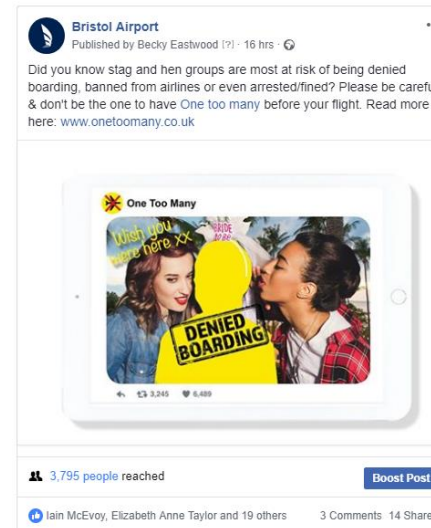 Bristol Airport
Published by Becky Eastwood [?] · 16 hrs ·
Did you know stag and hen groups are most at risk of being denied
boarding, banned from airlines or even arrested/fined? Please be carefu
& don't be the one to have One too many before your flight. Read more
here: www.onetoomany.co.uk
One Too Many
Wish you
were here xx
BRIDE
to be
DENIED
BOARDING
3,245 6,489
3,795 people reached
Boost Post
Iain McEvoy, Elizabeth Anne Taylor and 19 others
3 Comments 14 Share